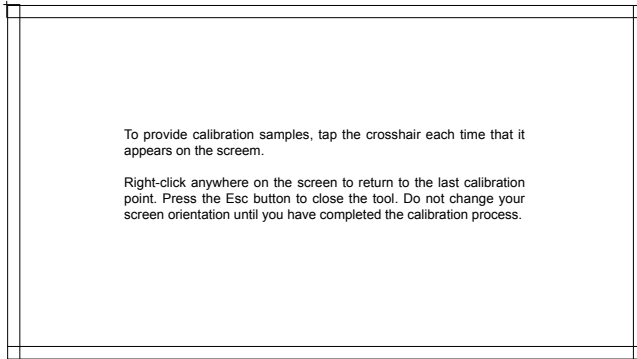 To provide calibration samples, tap the crosshair each time that it
appears on the screem.
Right-click anywhere on the screen to return to the last calibration
point. Press the Esc button to close the tool. Do not change your
screen orientation until you have completed the calibration process.